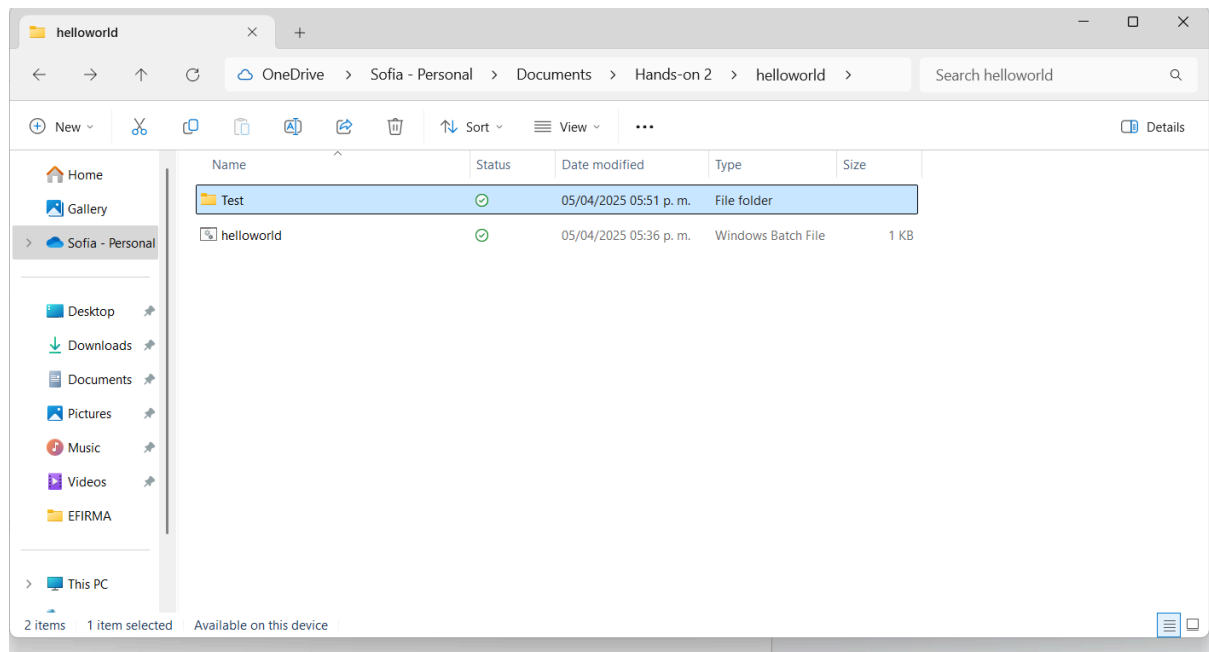 helloworld
OneDrive > Sofia - Personal > Documents > Hands-on 2 > helloworld >
Search helloworld
New
Sort
View
Details
Home
Gallery
Sofia - Personal
Desktop
Downloads
Documents
Pictures
Music
Videos
EFIRMA
This PC
Name Status Date modified Type Size
Test 05/04/2025 05:51 p. m. File folder
helloworld 05/04/2025 05:36 p. m. Windows Batch File 1 KB
2 items 1 item selected Available on this device